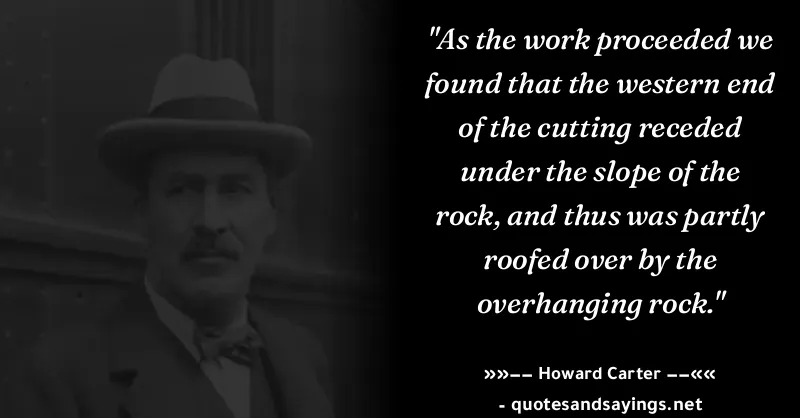 "As the work proceeded we
found that the western end
of the cutting receded
under the slope of the
rock, and thus was partly
roofed over by the
overhanging rock."
»»−− Howard Carter −−««
- quotesandsayings.net